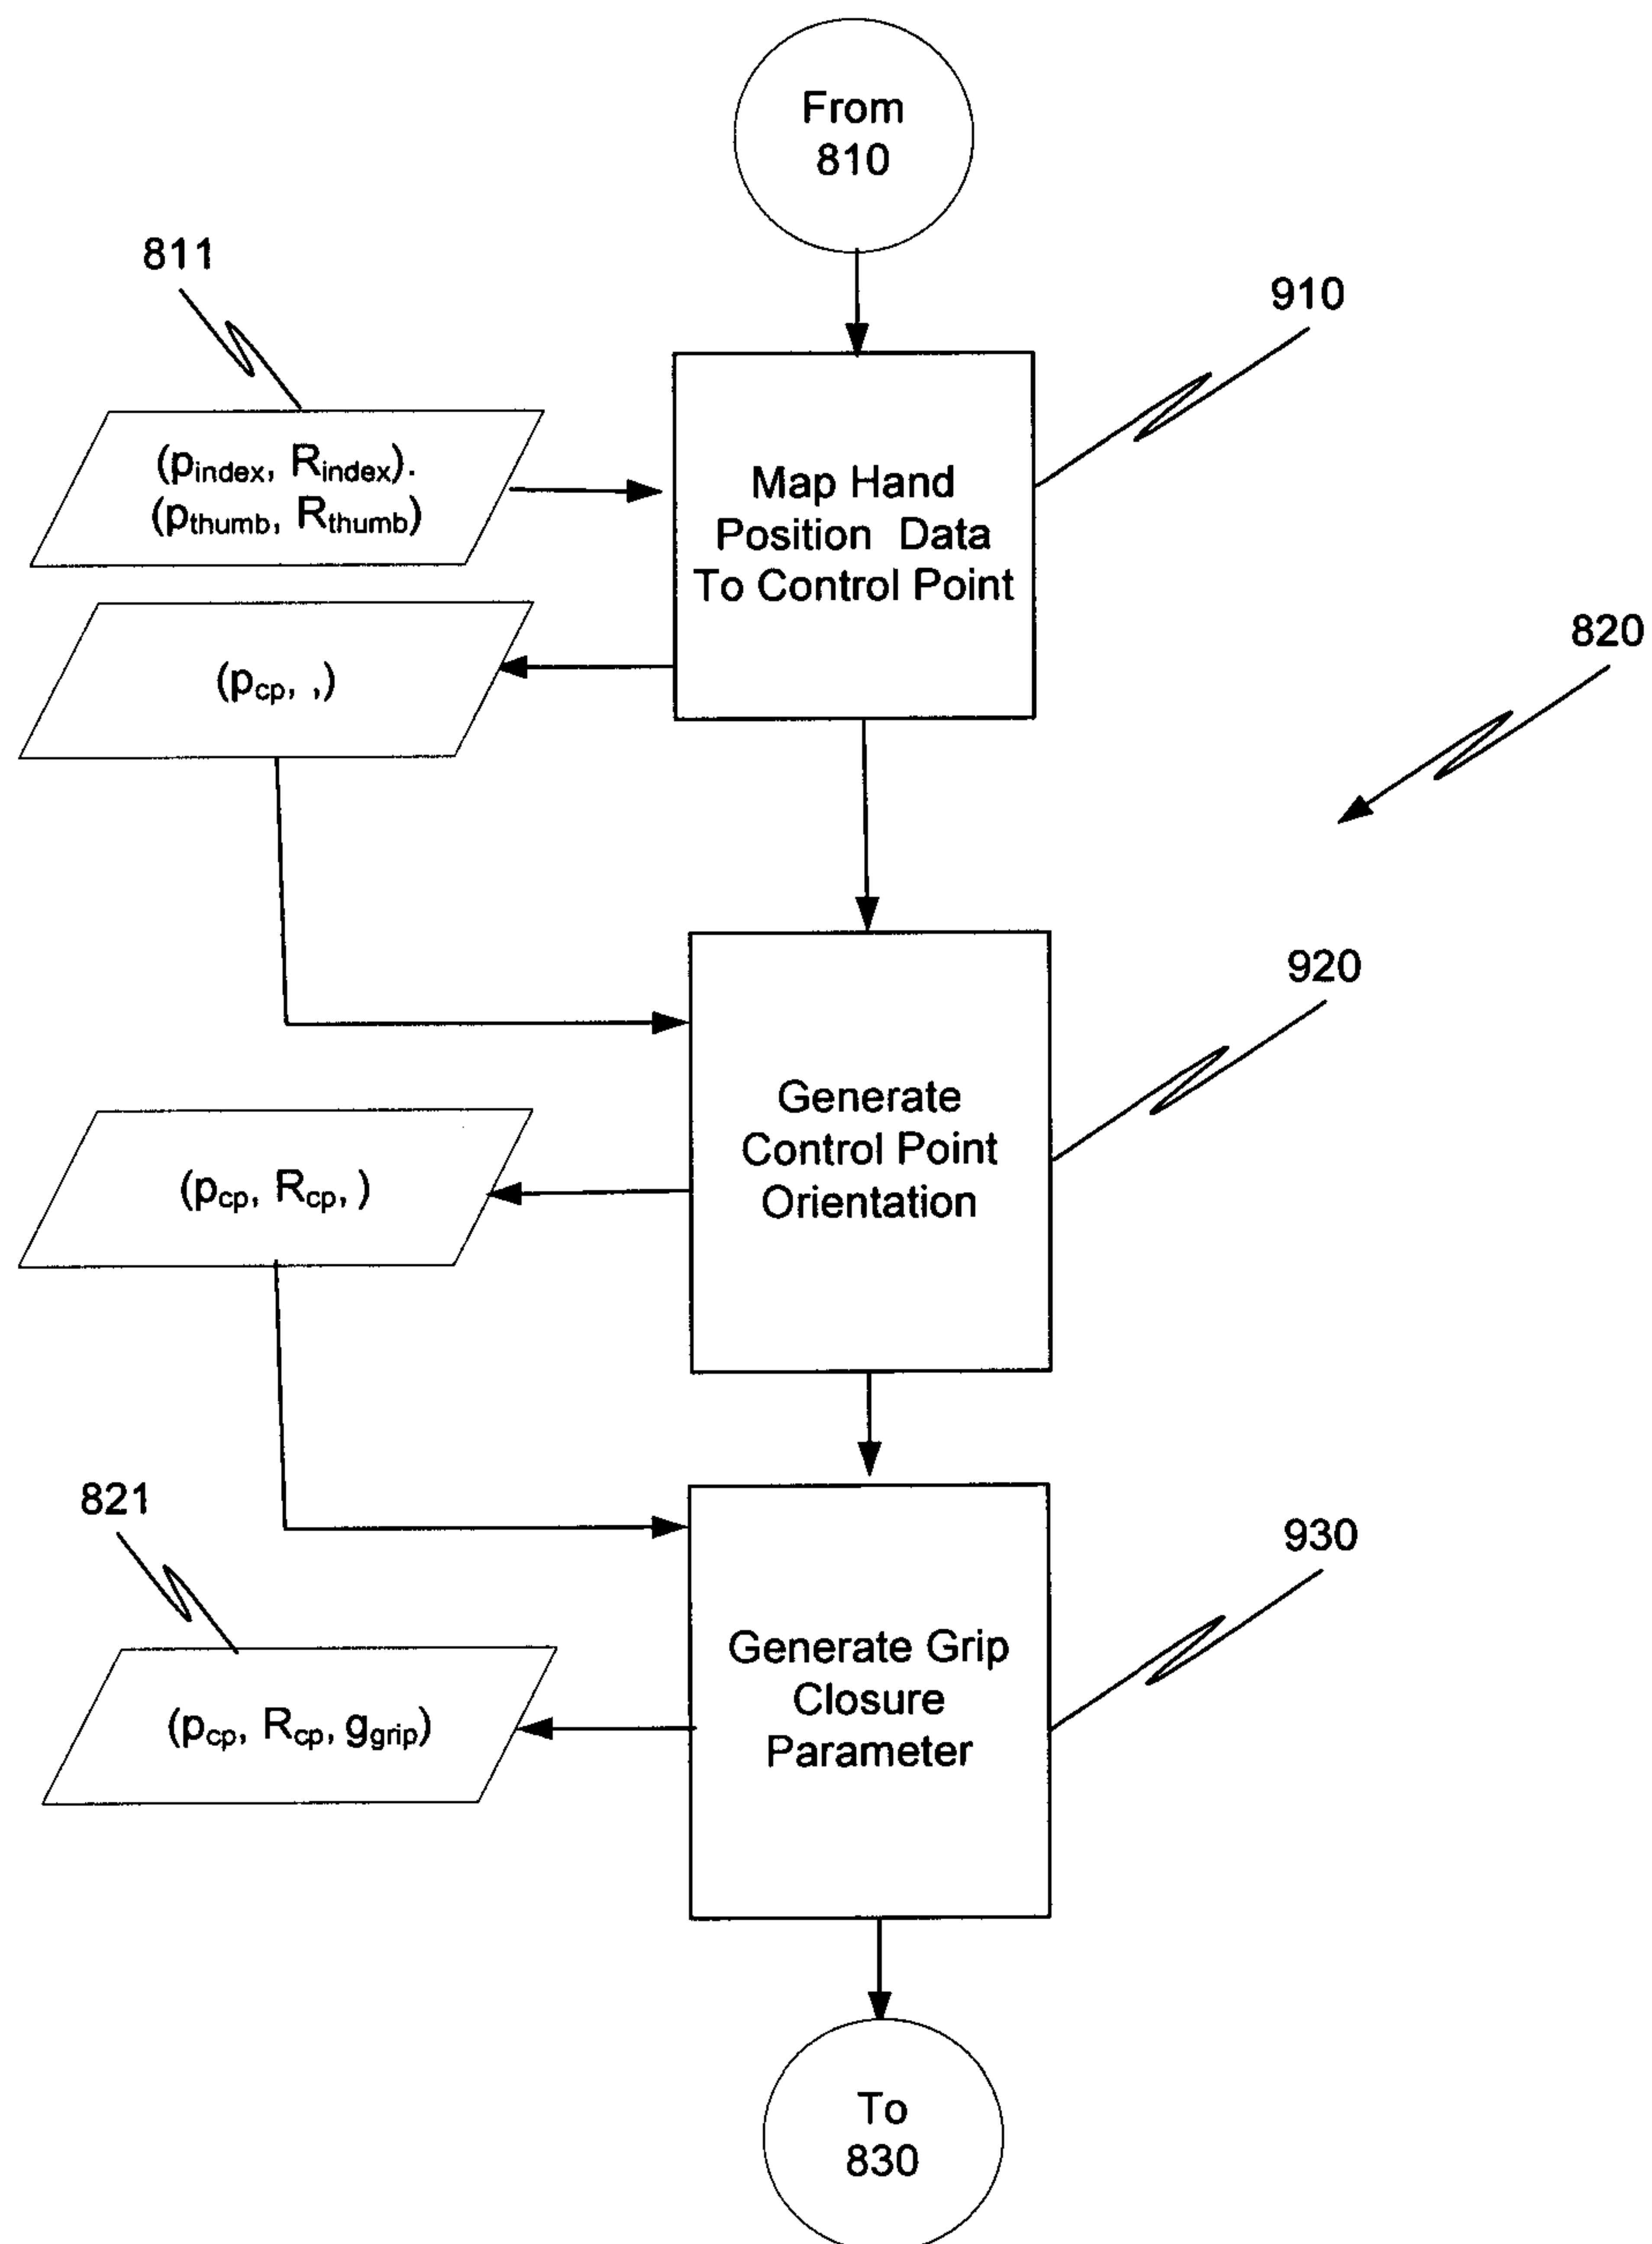 From
810
811
910
(pindex, Rindex).
(pthumb, Rthumb)
Map Hand
Position Data
To Control Point
820
(pcp, ,)
920
Generate
Control Point
Orientation
(pcp, Rcp, )
821
930
Generate Grip
Closure
Parameter
(pcp, Rcp, ggrip)
To
830